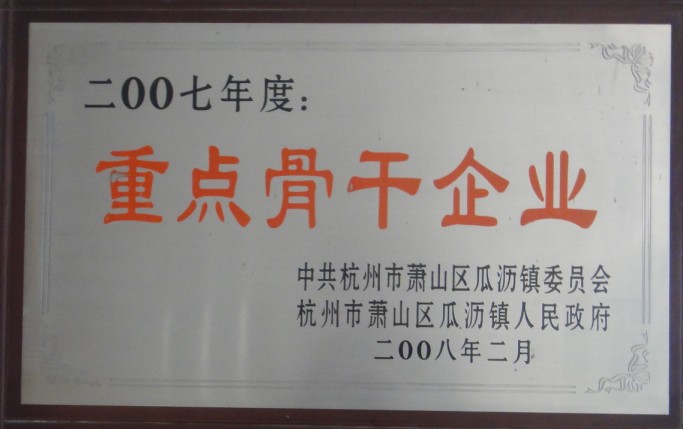 二00七年度：
重点骨干企业
中共杭州市萧山区瓜沥镇委员会
杭州市萧山区瓜沥镇人民政府
二00八年二月